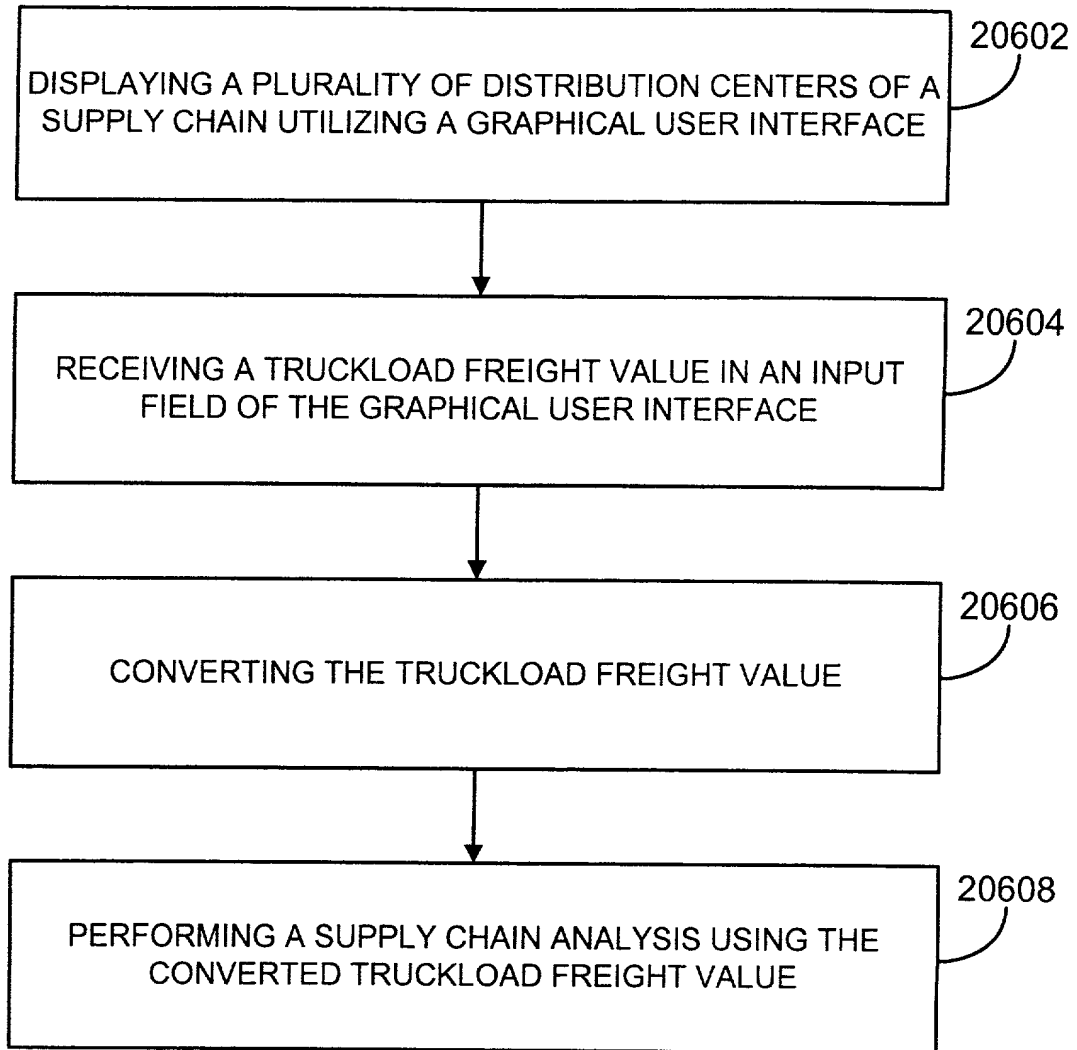 20602
DISPLAYING A PLURALITY OF DISTRIBUTION CENTERS OF A
SUPPLY CHAIN UTILIZING A GRAPHICAL USER INTERFACE
20604
RECEIVING A TRUCKLOAD FREIGHT VALUE IN AN INPUT
FIELD OF THE GRAPHICAL USER INTERFACE
20606
CONVERTING THE TRUCKLOAD FREIGHT VALUE
20608
PERFORMING A SUPPLY CHAIN ANALYSIS USING THE
CONVERTED TRUCKLOAD FREIGHT VALUE